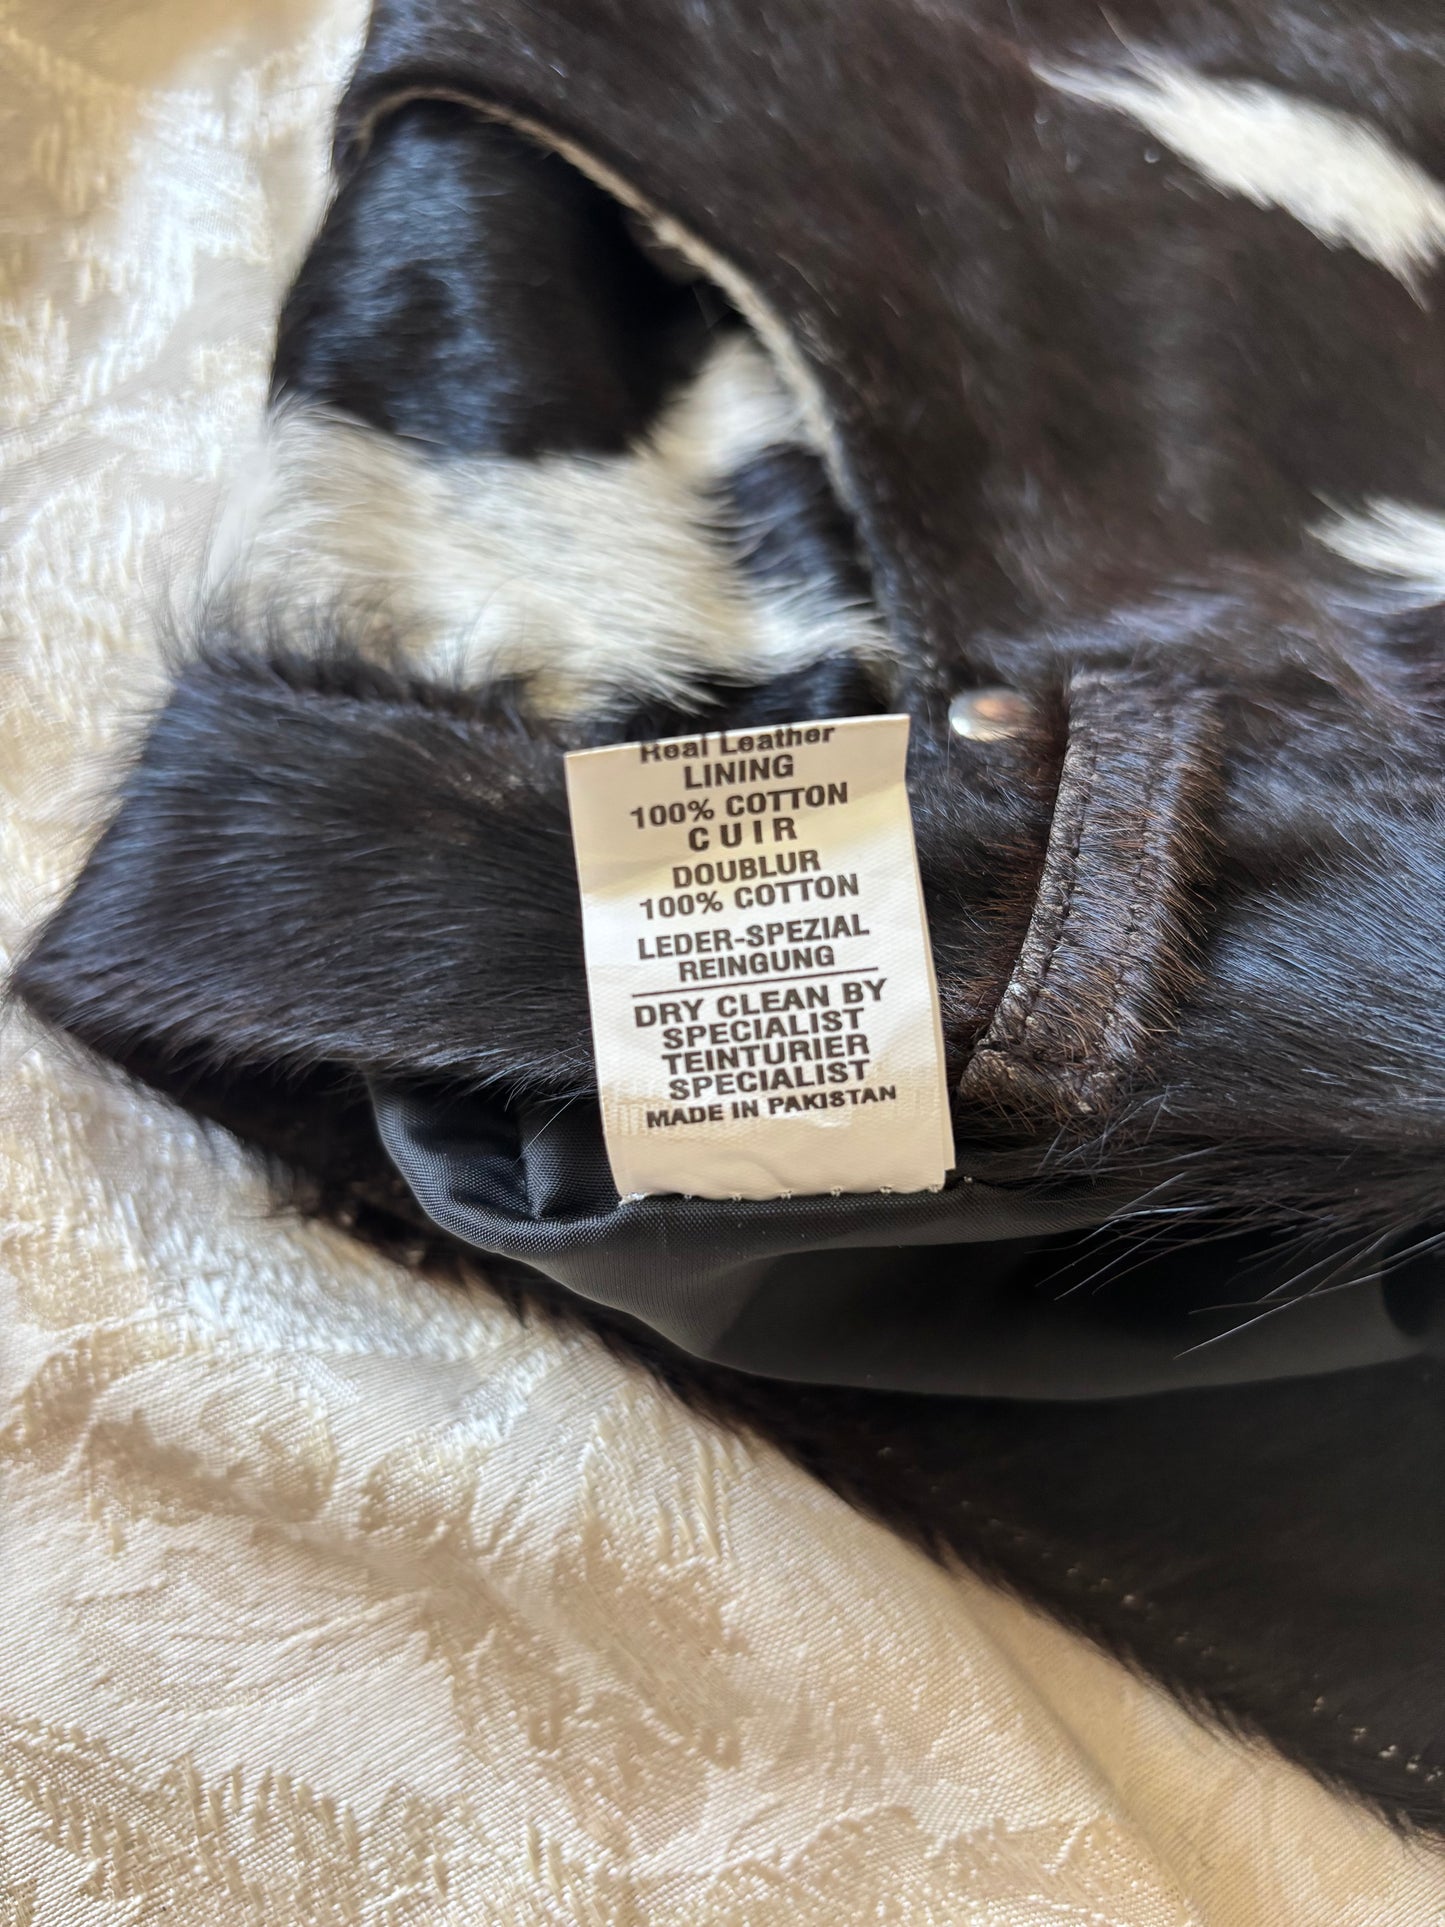 Real Leather
LINING
100% COTTON
CUIR
DOUBLUR
100% COTTON
LEDER-SPEZIAL
REINGUNG
DRY CLEAN BY
SPECIALIST
TEINTURIER
SPECIALIST
MADE IN PAKISTAN